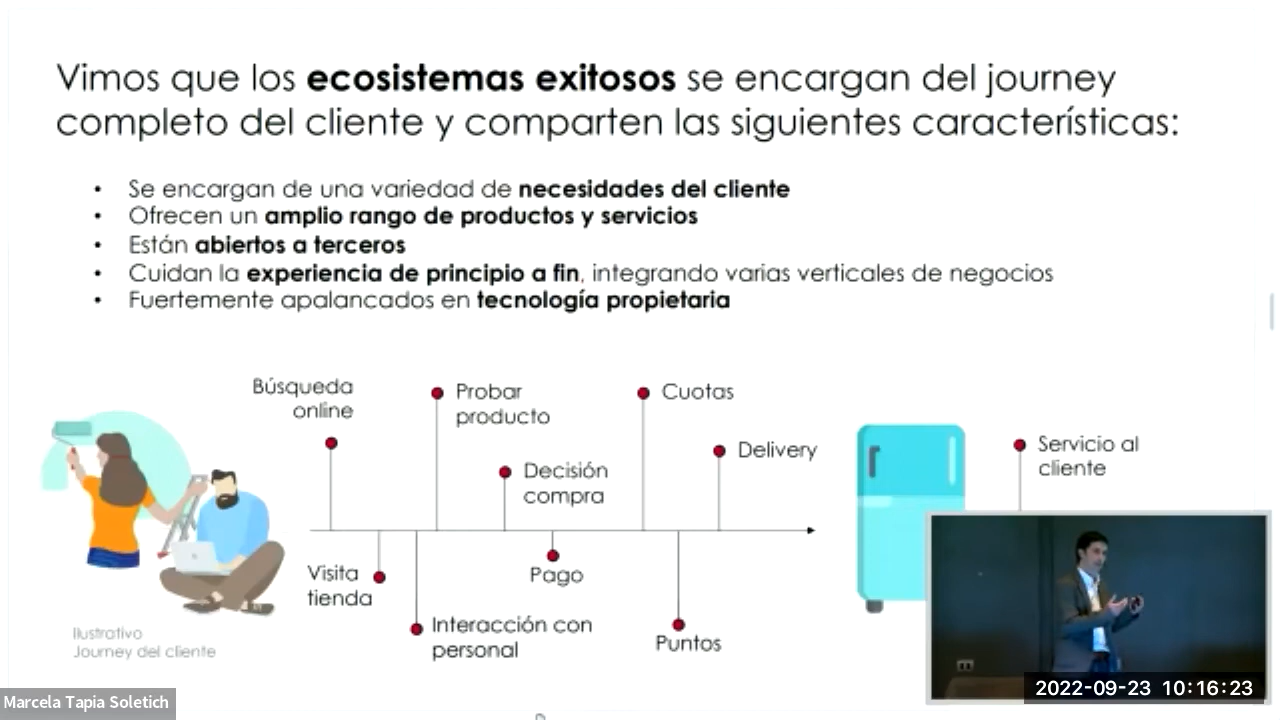 Vimos que los ecosistemas exitosos se encargan del journey
completo del cliente y comparten las siguientes características:
• Se encargan de una variedad de necesidades del cliente
• Ofrecen un amplio rango de productos y servicios
• Están abiertos a terceros
• Cuidan la experiencia de principio a fin, integrando varias verticales de negocios
• Fuertemente apalancados en tecnología propietaria
Búsqueda
online
Probar
producto
Cuotas
Decisión
compra
Delivery
Servicio al
cliente
Visita
tienda
Pago
Interacción con
personal
Puntos
Ilustrativo
Journey del cliente
Marcela Tapia Soletich
2022-09-23 10:16:23